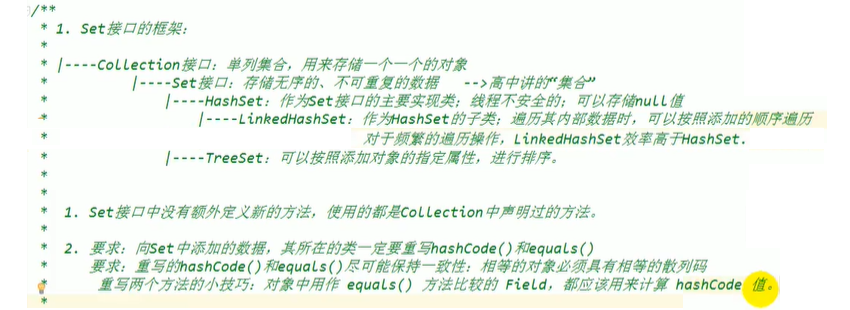 /**
* 1. Set接口的框架：
*
* |----Collection接口：单列集合，用来存储一个一个的对象
* |----Set接口：存储无序的、不可重复的数据 -->高中讲的“集合”
* |----HashSet：作为Set接口的主要实现类；线程不安全的；可以存储null值
* |----LinkedHashSet：作为HashSet的子类；遍历其内部数据时，可以按照添加的顺序遍历
* 对于频繁的遍历操作，LinkedHashSet效率高于HashSet.
* |----TreeSet：可以按照添加对象的指定属性，进行排序。
*
*
* 1. Set接口中没有额外定义新的方法，使用的都是Collection中声明过的方法。
*
* 2. 要求：向Set中添加的数据，其所在的类一定要重写hashCode()和equals()
* 要求：重写的hashCode()和equals()尽可能保持一致性：相等的对象必须具有相等的散列码
* 重写两个方法的小技巧：对象中用作 equals() 方法比较的 Field，都应该用来计算 hashCode 值。
*